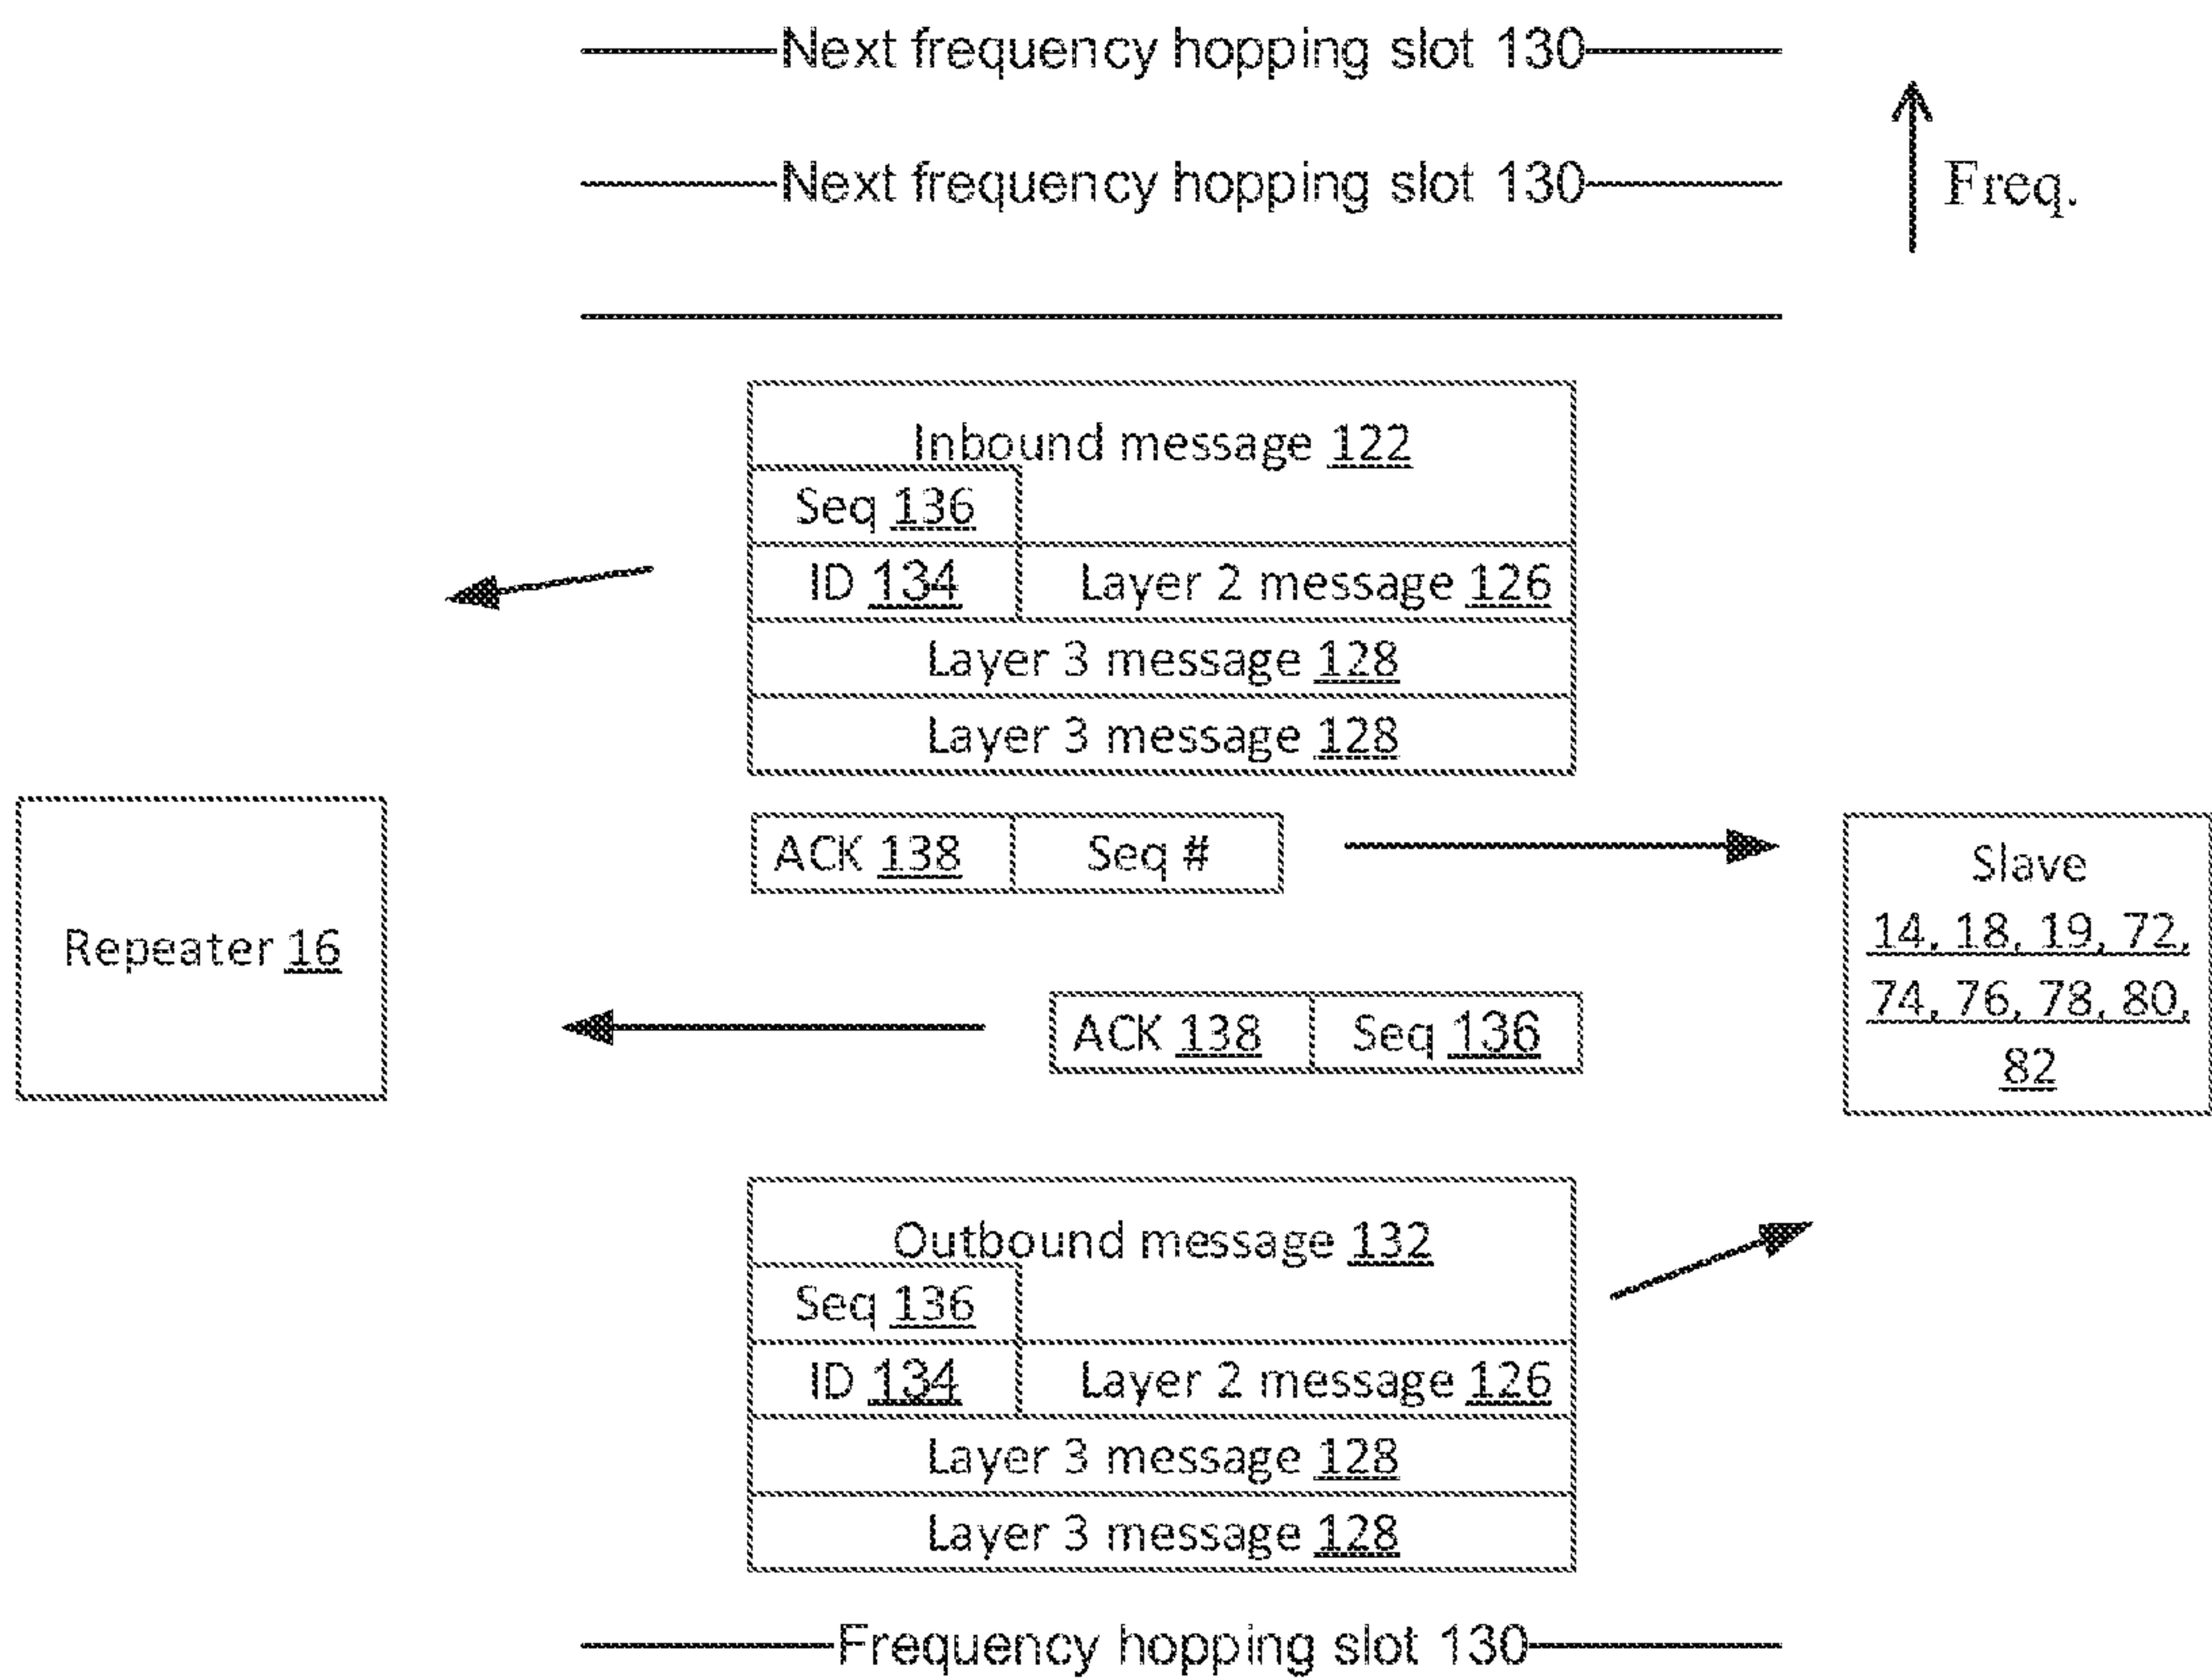 Next frequency hopping slot 130
Next frequency hopping slot 130
Freq.
Inbound message 122
Seq 136
ID 134
Layer 2 message 126
Layer 3 message 128
Layer 3 message 128
ACK 138
Seq #
Repeater 16
Slave
14, 18, 19, 72,
74, 76, 78, 80,
82
ACK 138
Seq 136
Outbound message 132
Seq 136
ID 134
Layer 2 message 126
Layer 3 message 128
Layer 3 message 128
Frequency hopping slot 130